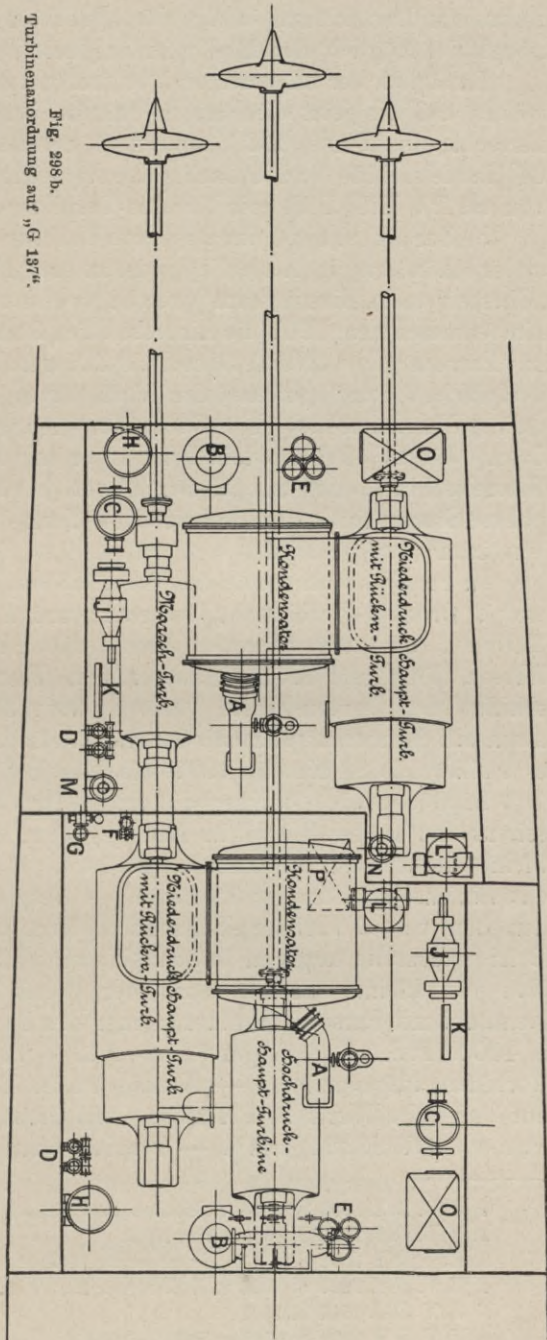 Fig. 298b.
Turbinenanordnung auf „G 137“.
O
E
B
H
C
Niederdruck Haupt-Turb.
mit Rückw.-Turb.
Kondensator
Marsch-Turb.
A
J
K
D
M
L
N
L
P
F
G
J
K
Kondensator
Niederdruck Haupt-Turb.
mit Rückw.-Turb.
A
Hochdruck-
Haupt-Turbine
C
D
E
O
H
B